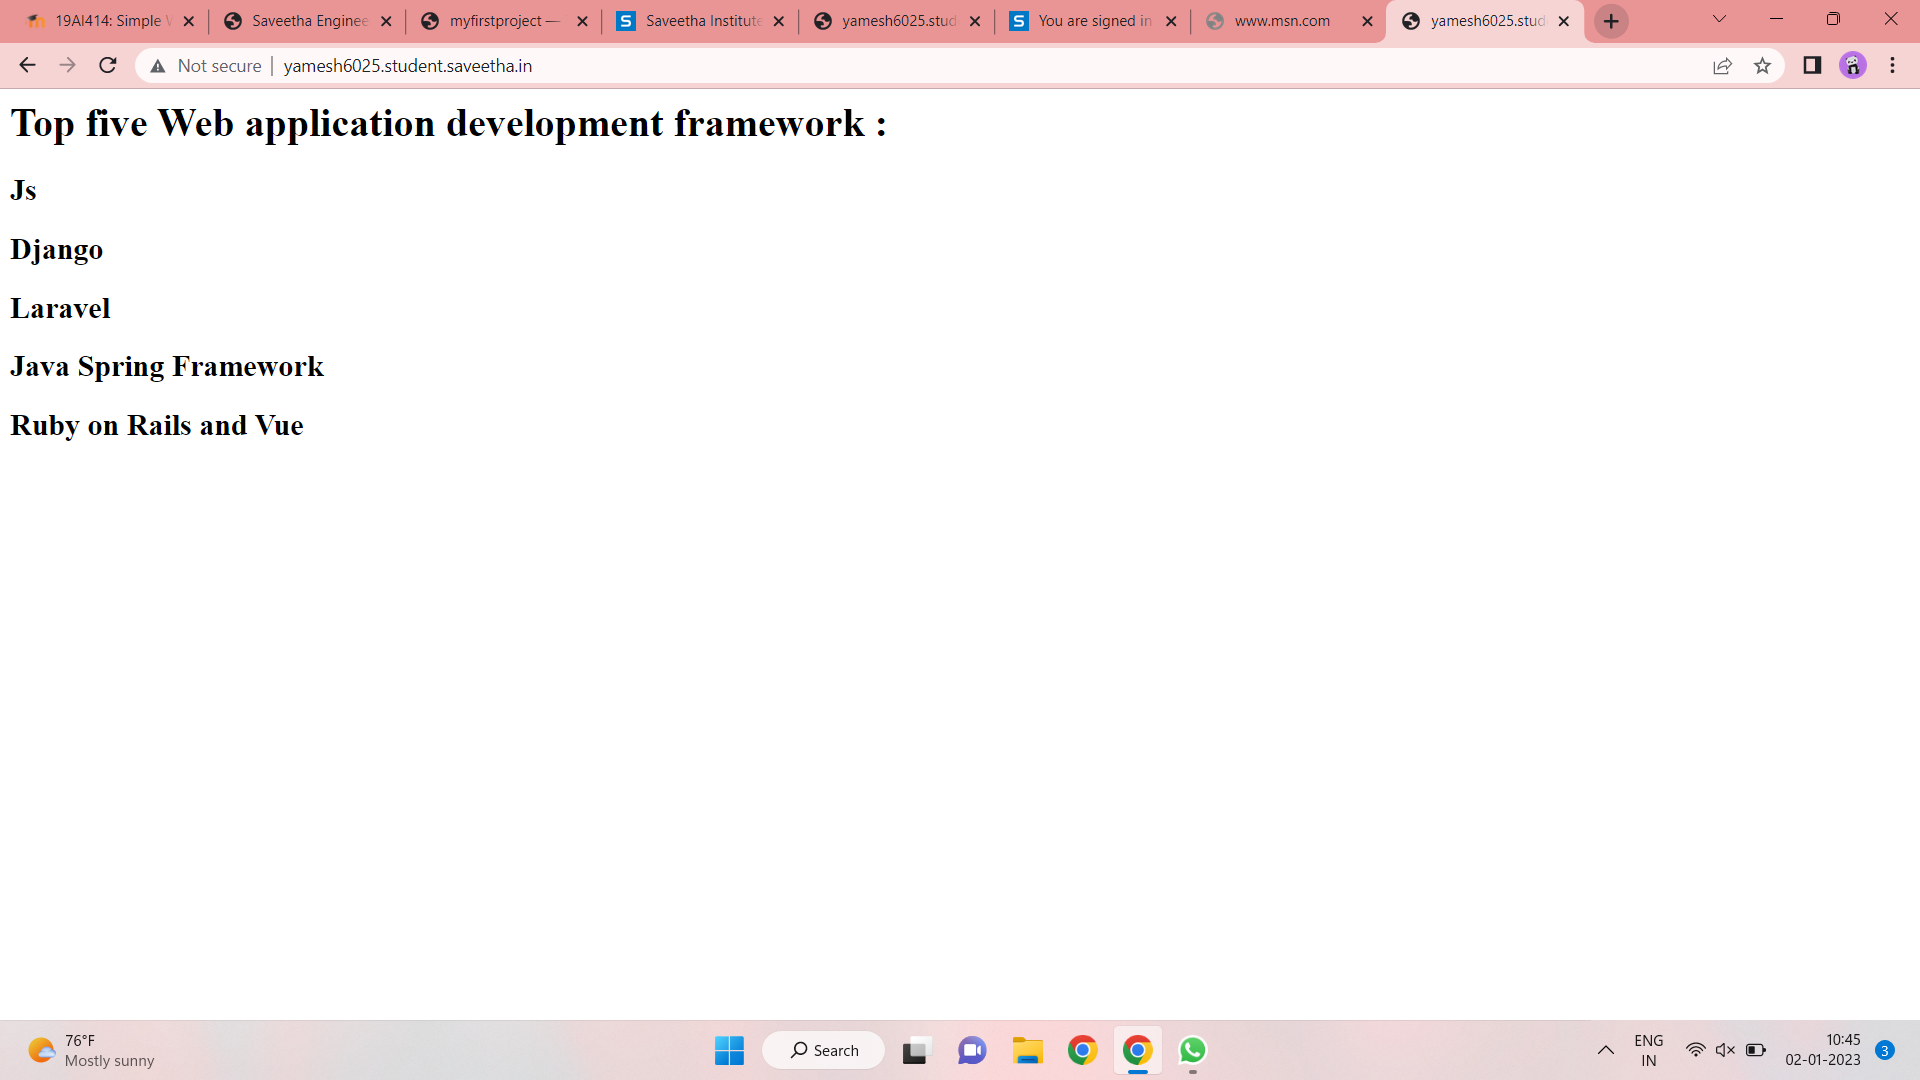 19AI414: Simple W
Saveetha Enginee
myfirstproject —
Saveetha Institute
yamesh6025.stud
You are signed in
www.msn.com
yamesh6025.stud
Not secure
yamesh6025.student.saveetha.in
Top five Web application development framework :
Js
Django
Laravel
Java Spring Framework
Ruby on Rails and Vue
76°F
Mostly sunny
Search
ENG
IN
10:45
02-01-2023
3